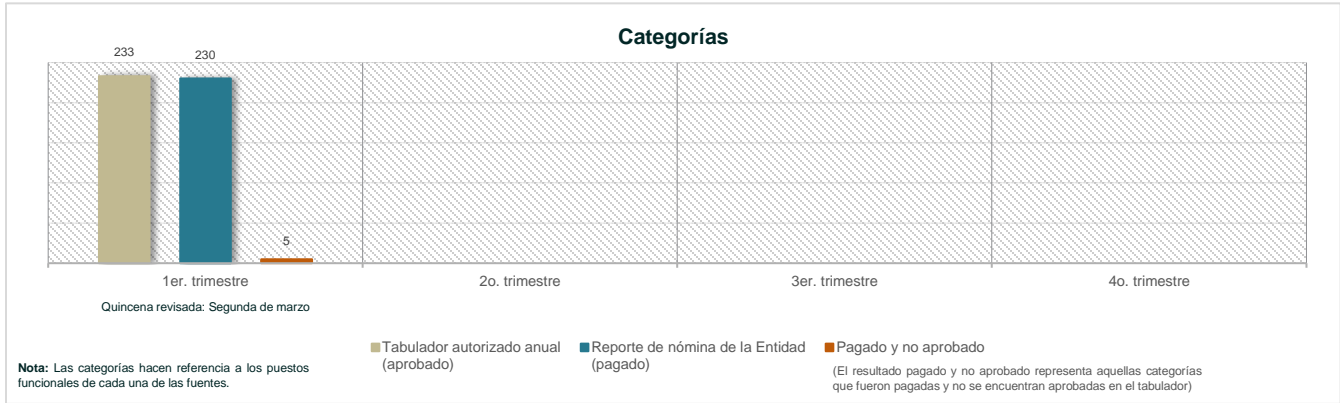 Categorías
233
230
5
1er. trimestre
2o. trimestre
3er. trimestre
4o. trimestre
Quincena revisada: Segunda de marzo
Tabulador autorizado anual
(aprobado)
Reporte de nómina de la Entidad
(pagado)
Pagado y no aprobado
(El resultado pagado y no aprobado representa aquellas categorías
que fueron pagadas y no se encuentran aprobadas en el tabulador)
Nota: Las categorías hacen referencia a los puestos
funcionales de cada una de las fuentes.